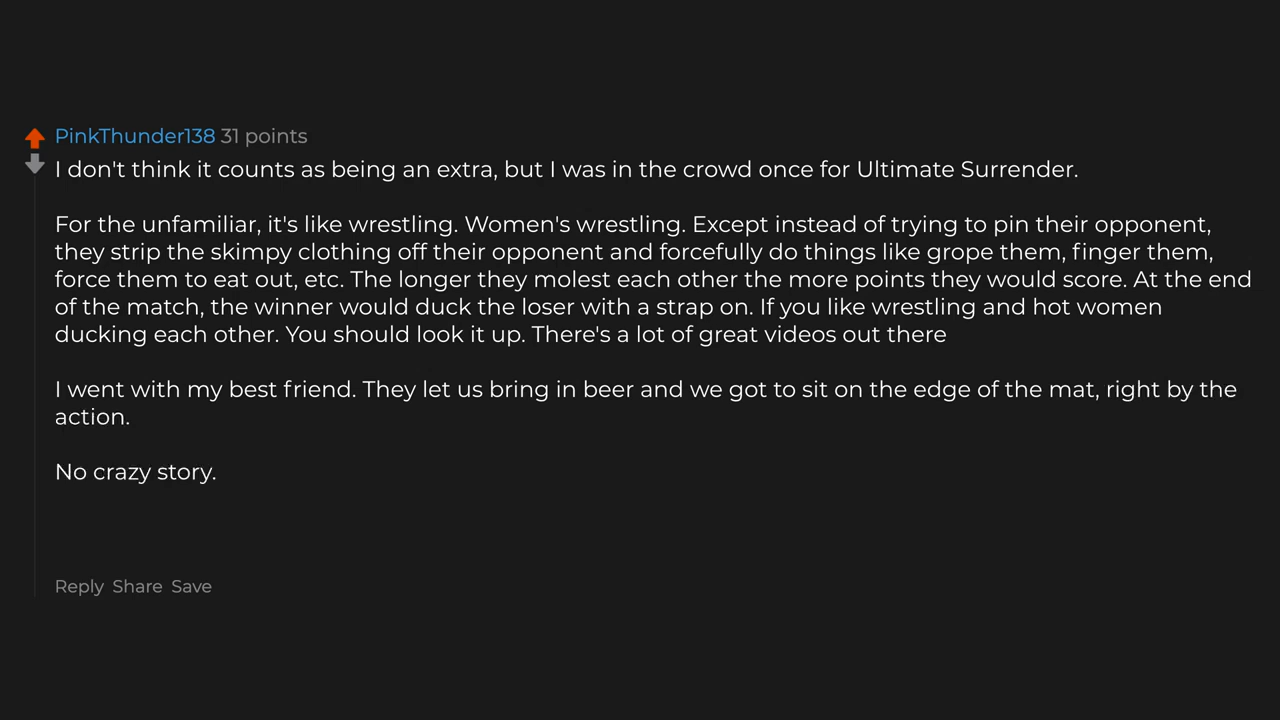 PinkThunder138 31 points
I don't think it counts as being an extra, but I was in the crowd once for Ultimate Surrender.
For the unfamiliar, it's like wrestling. Women's wrestling. Except instead of trying to pin their opponent,
they strip the skimpy clothing off their opponent and forcefully do things like grope them, finger them,
force them to eat out, etc. The longer they molest each other the more points they would score. At the end
of the match, the winner would duck the loser with a strap on. If you like wrestling and hot women
ducking each other. You should look it up. There's a lot of great videos out there
I went with my best friend. They let us bring in beer and we got to sit on the edge of the mat, right by the
action.
No crazy story.
Reply Share Save